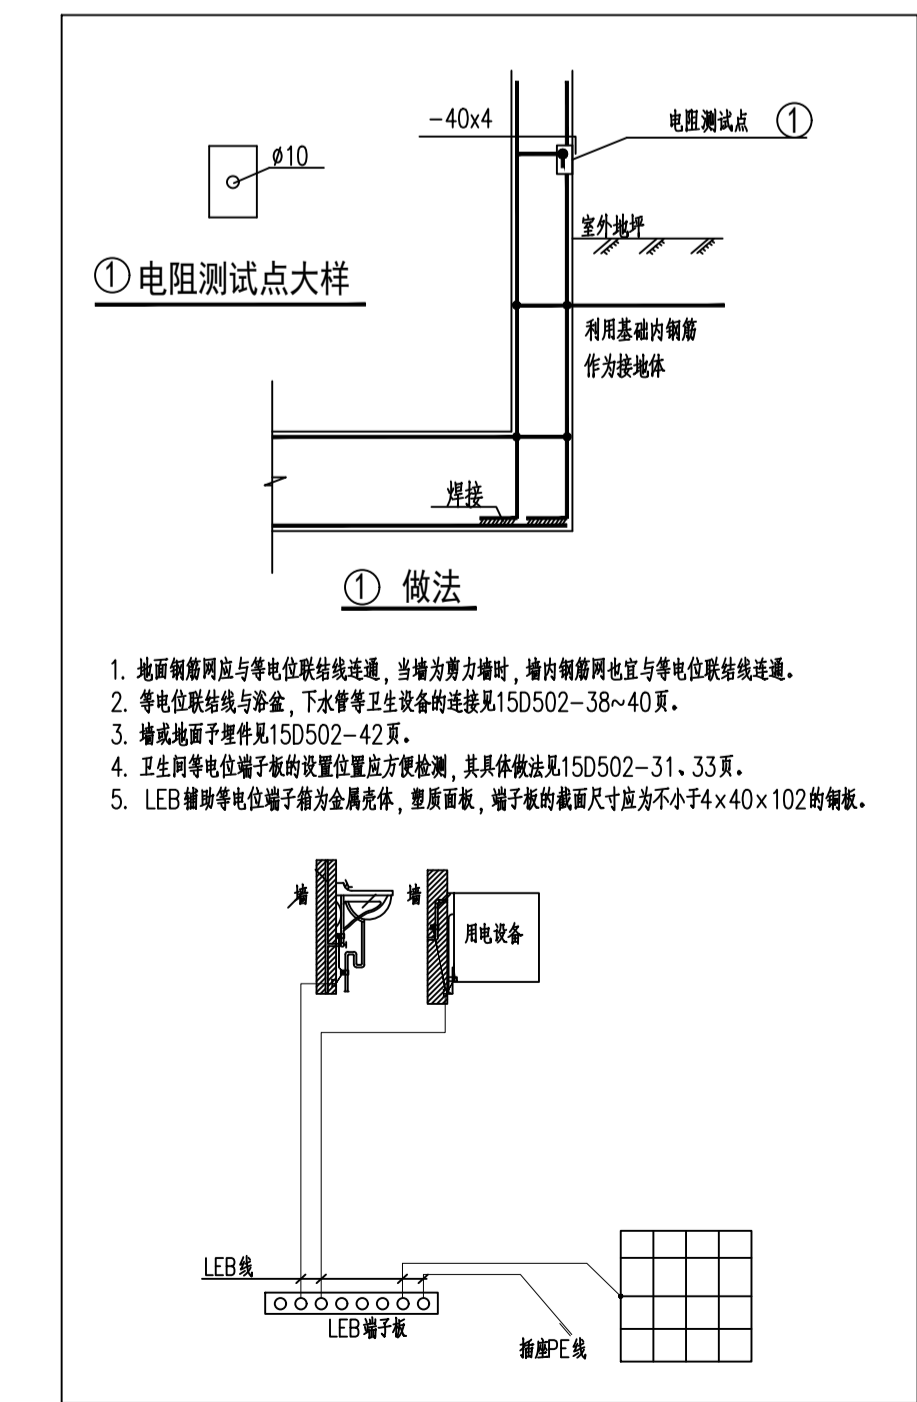 -40x4
电阻测试点 ①
ø10
室外地坪
① 电阻测试点大样
利用基础内钢筋
作为接地体
焊接
① 做法
1. 地面钢筋网应与等电位联结线连通，当墙为剪力墙时，墙内钢筋网也宜与等电位联结线连通。
2. 等电位联结线与浴盆，下水管等卫生设备的连接见15D502-38~40页。
3. 墙或地面予埋件见15D502-42页。
4. 卫生间等电位端子板的设置位置应方便检测，其具体做法见15D502-31、33页。
5. LEB辅助等电位端子箱为金属壳体，塑质面板，端子板的截面尺寸应为不小于4×40×102的铜板。
墙
墙
用电设备
LEB线
LEB端子板
插座PE线